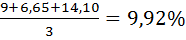 9+6,65+14,10
3
= 9,92%